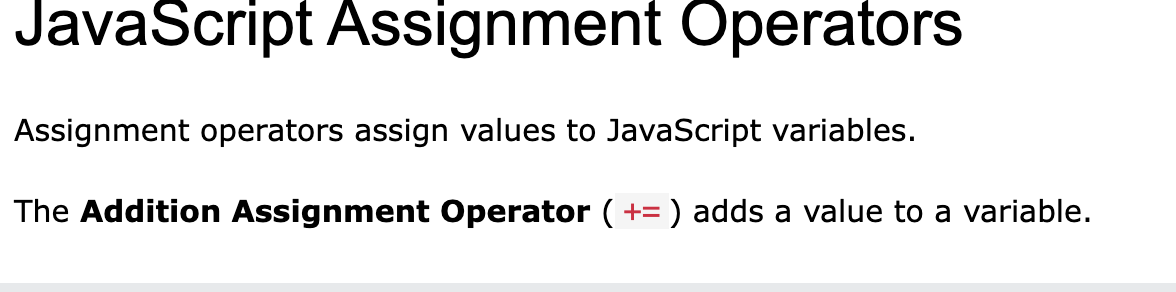 JavaScript Assignment Operators
Assignment operators assign values to JavaScript variables.
The Addition Assignment Operator ( += ) adds a value to a variable.